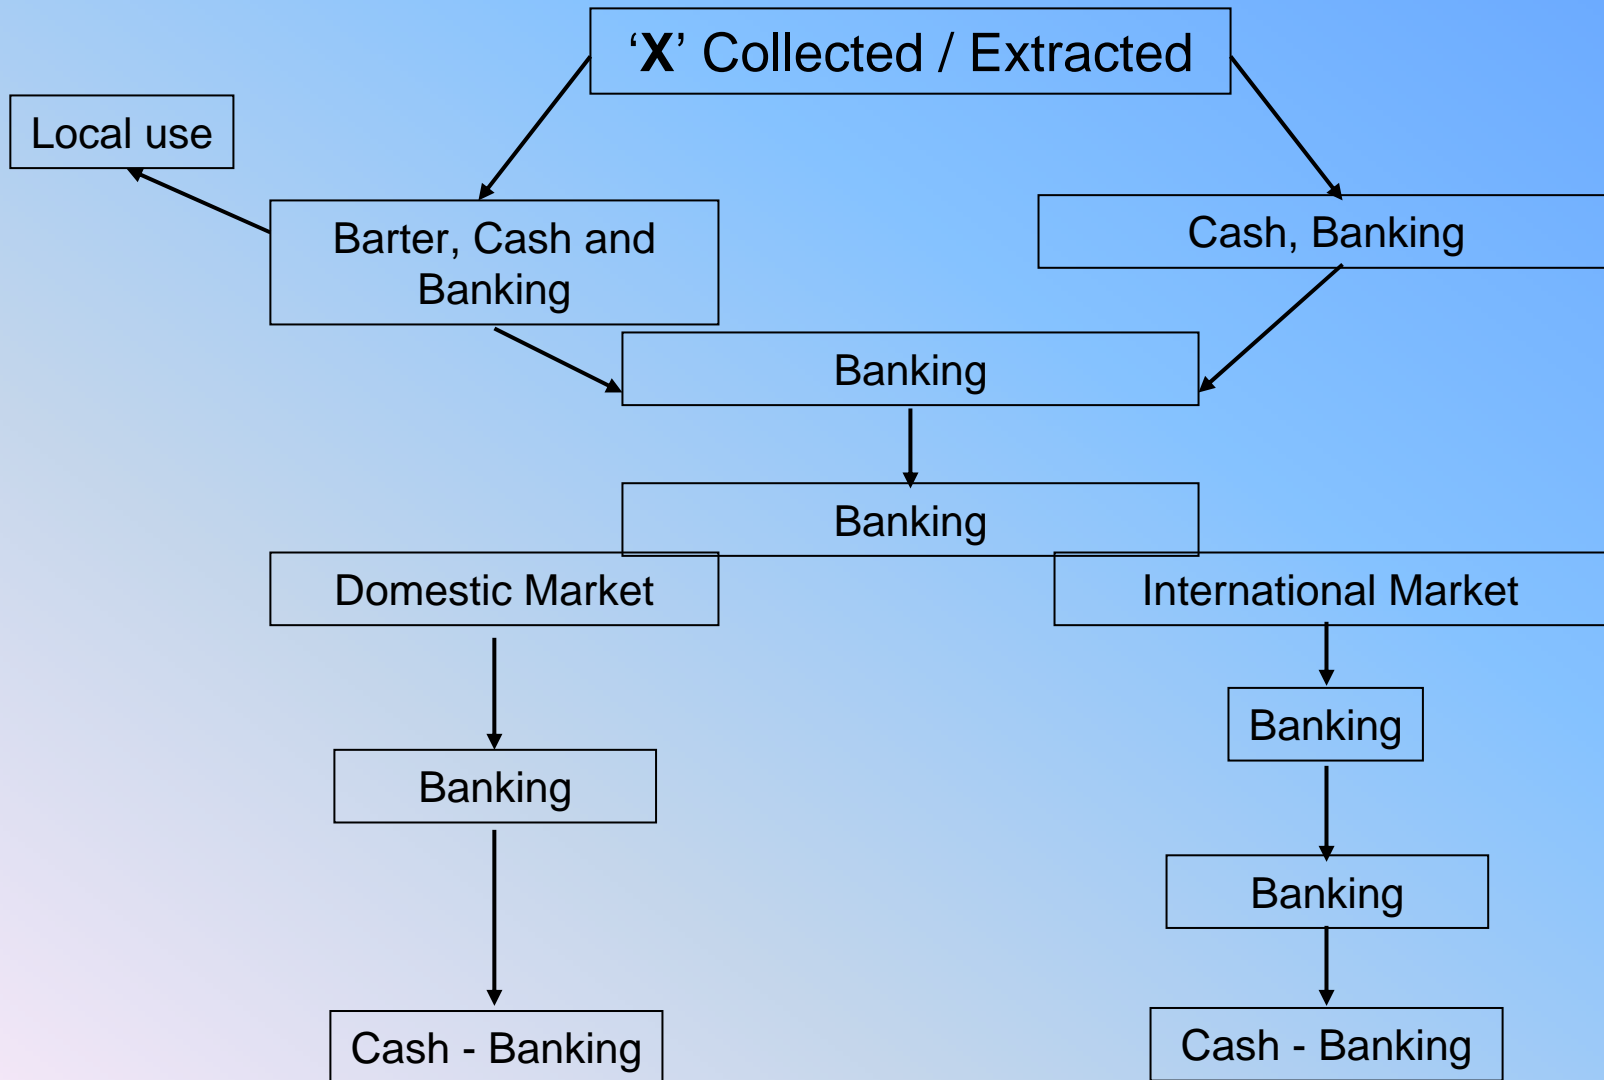 ‘X’ Collected / Extracted
Local use
Barter, Cash and
Banking
Cash, Banking
Banking
Banking
Domestic Market
International Market
Banking
Banking
Banking
Cash - Banking
Cash - Banking